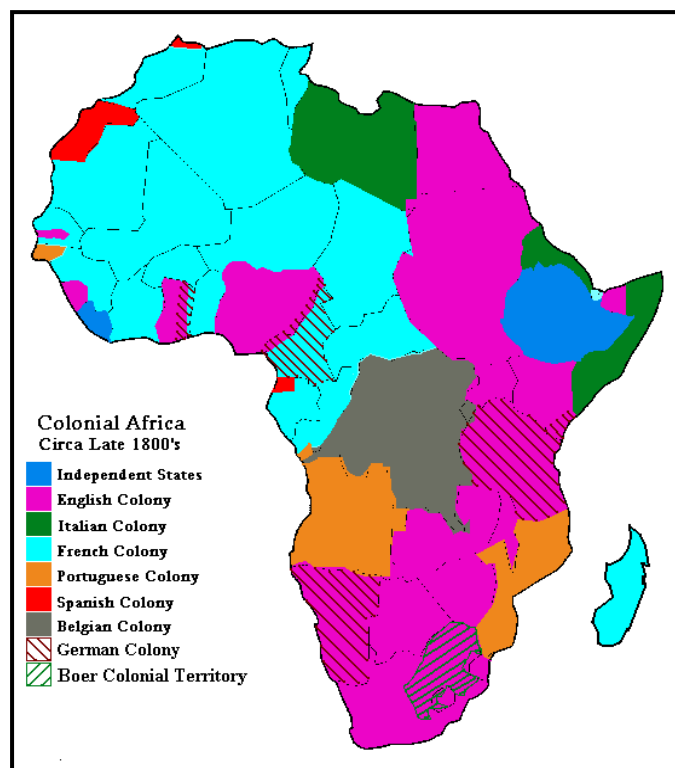 Colonial Africa
Circa Late 1800's
Independent States
English Colony
Italian Colony
French Colony
Portuguese Colony
Spanish Colony
Belgian Colony
German Colony
Boer Colonial Territory